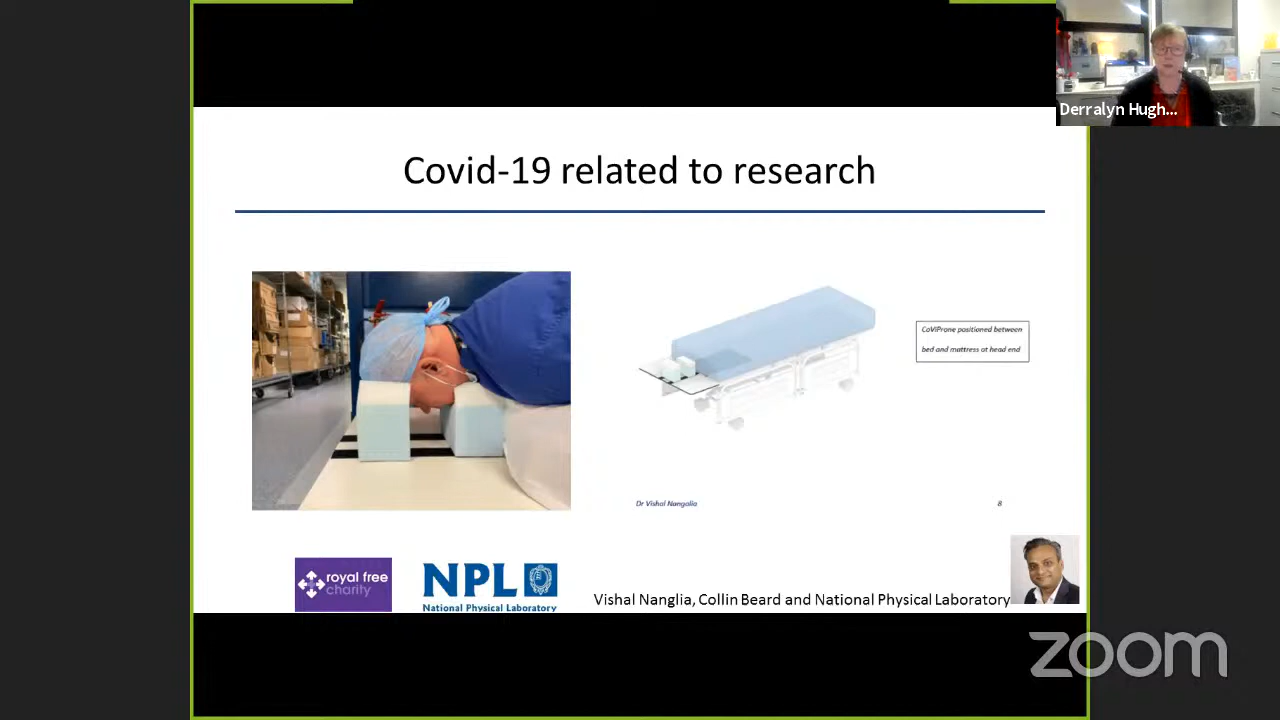 Derralyn Hugh...
Covid-19 related to research
CoViProne positioned between
bed and mattress at head end
Dr Vishal Nangalia
8
royal free
charity
NPL
National Physical Laboratory
Vishal Nanglia, Collin Beard and National Physical Laboratory
zoom